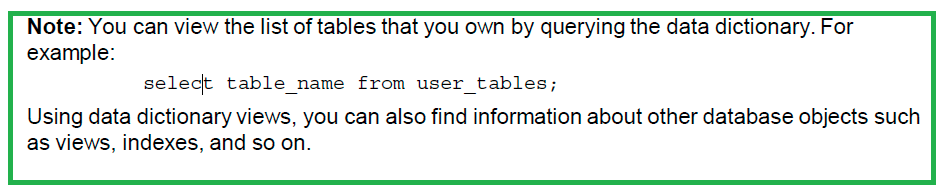 Note: You can view the list of tables that you own by querying the data dictionary. For
example:
select table_name from user_tables;
Using data dictionary views, you can also find information about other database objects such
as views, indexes, and so on.